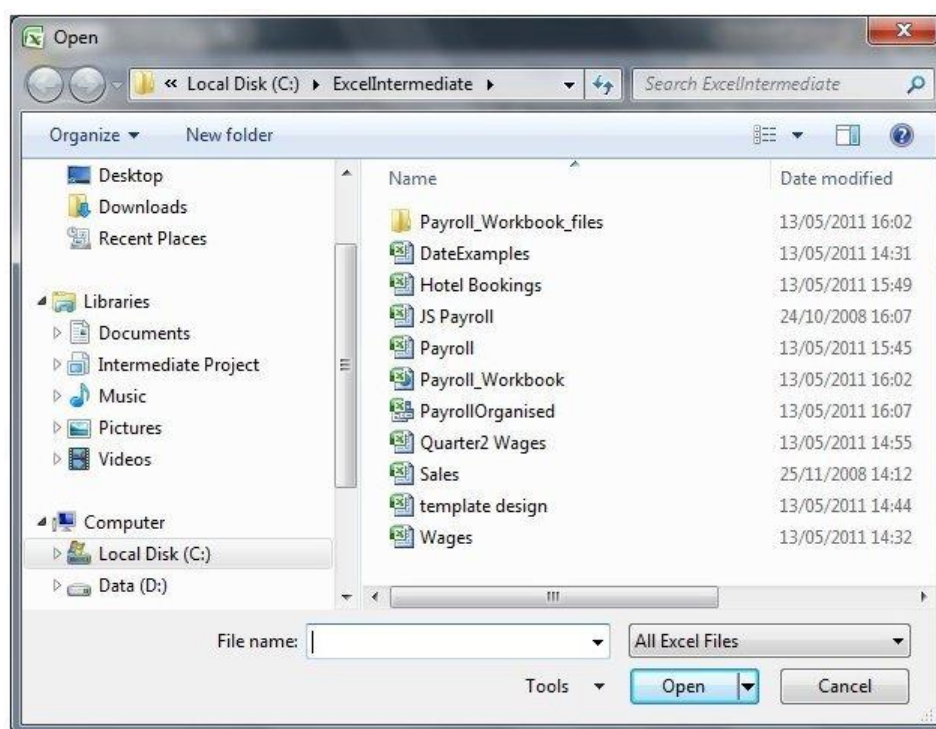 Open
« Local Disk (C:) ExcelIntermediate
Search ExcelIntermediate
Organize
New folder
Desktop
Downloads
Recent Places
Libraries
Documents
Intermediate Project
Music
Pictures
Videos
Computer
Local Disk (C:)
Data (D:)
Name Date modified
Payroll_Workbook_files 13/05/2011 16:02
DateExamples 13/05/2011 14:31
Hotel Bookings 13/05/2011 15:49
JS Payroll 24/10/2008 16:07
Payroll 13/05/2011 15:45
Payroll_Workbook 13/05/2011 16:02
PayrollOrganised 13/05/2011 16:07
Quarter2 Wages 13/05/2011 14:55
Sales 25/11/2008 14:12
template design 13/05/2011 14:44
Wages 13/05/2011 14:32
File name:
All Excel Files
Tools
Open
Cancel